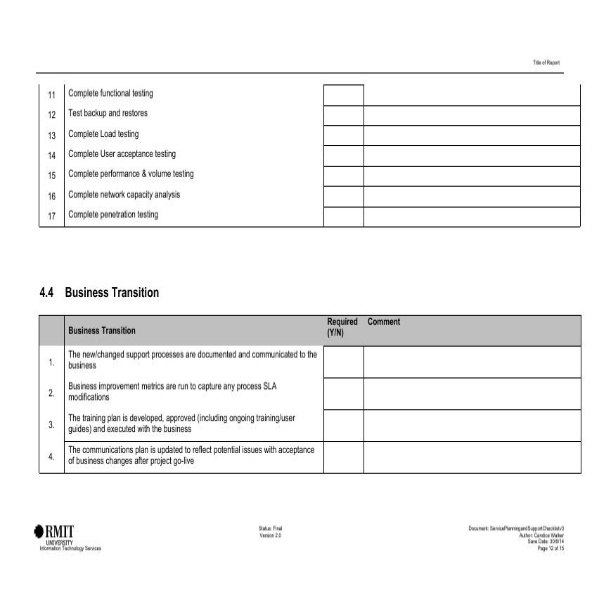 Title of Report
11 Complete functional testing
12 Test backup and restores
13 Complete Load testing
14 Complete User acceptance testing
15 Complete performance & volume testing
16 Complete network capacity analysis
17 Complete penetration testing
4.4 Business Transition
Business Transition Required (Y/N) Comment
1. The new/changed support processes are documented and communicated to the
business
2. Business improvement metrics are run to capture any process SLA
modifications
3. The training plan is developed, approved (including ongoing training/user
guides) and executed with the business
4. The communications plan is updated to reflect potential issues with acceptance
of business changes after project go-live
RMIT
UNIVERSITY
Information Technology Services
Status: Final
Version 2.0
Document: ServicePlanningandSupportChecklistv3
Author: Candice Walker
Save Date: 30/6/14
Page 12 of 15